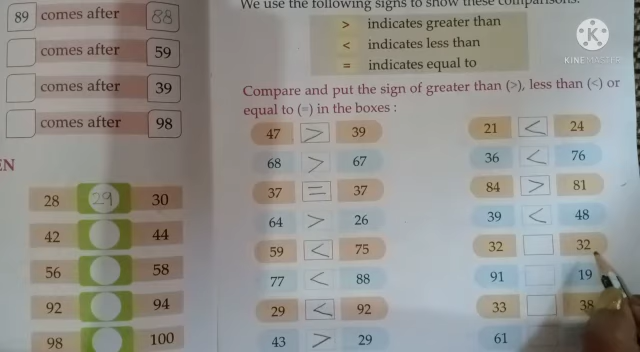 We use the following signs to show these comparisons.
> indicates greater than
< indicates less than
= indicates equal to
KINEMASTER
Compare and put the sign of greater than (>), less than (<) or
equal to (=) in the boxes :
89 comes after 88
comes after 59
comes after 39
comes after 98
EN
28 29 30
42 44
56 58
92 94
98 100
47 > 39
68 > 67
37 = 37
64 > 26
59 < 75
77 < 88
29 < 92
43 > 29
21 < 24
36 < 76
84 > 81
39 < 48
32 32
91 19
33 38
61